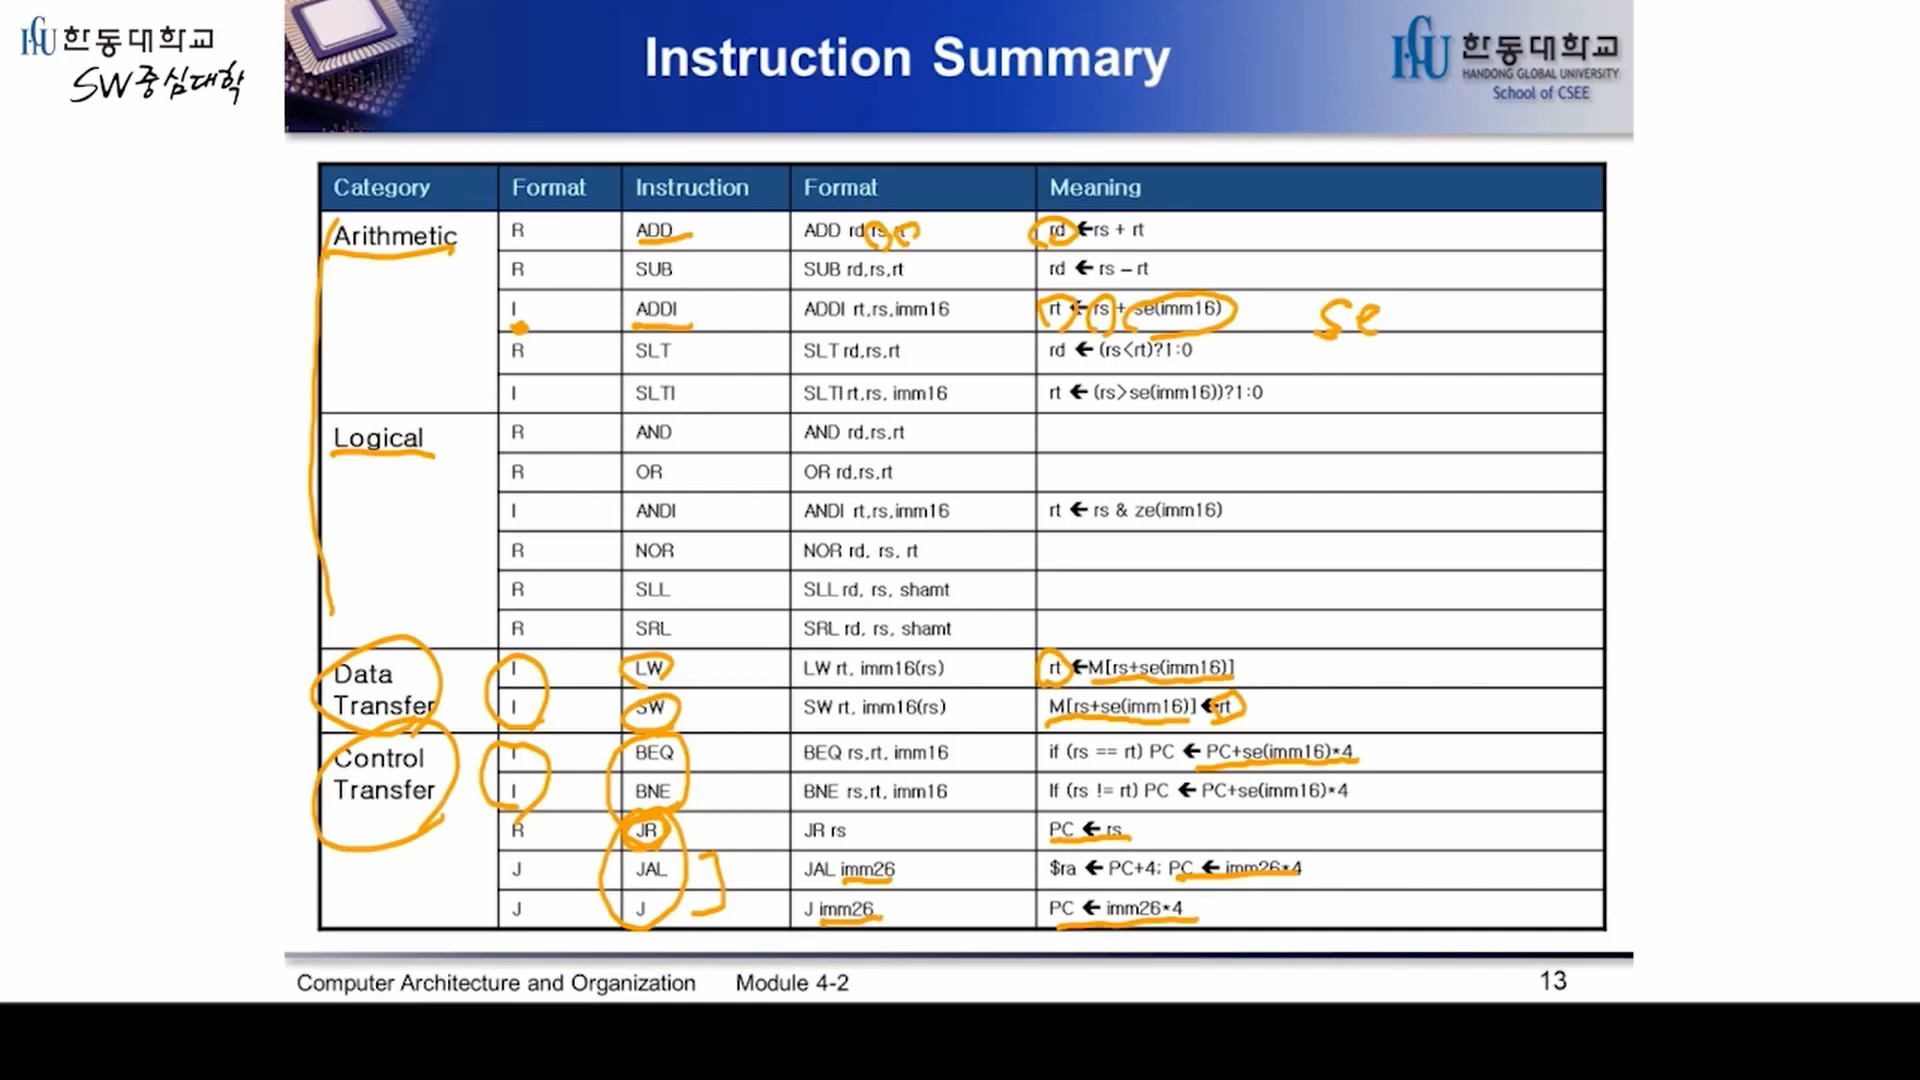 한동대학교
SW중심대학
Instruction Summary
한동대학교
HANDONG GLOBAL UNIVERSITY
School of CSEE
Category Format Instruction Format Meaning
Arithmetic R ADD ADD rd,rs,rt rd ←rs + rt
R SUB SUB rd,rs,rt rd ← rs – rt
I ADDI ADDI rt,rs,imm16 rt ← rs + se(imm16) se
R SLT SLT rd,rs,rt rd ← (rs<rt)?1:0
I SLTI SLTI rt,rs, imm16 rt ← (rs>se(imm16))?1:0
Logical R AND AND rd,rs,rt
R OR OR rd,rs,rt
I ANDI ANDI rt,rs,imm16 rt ← rs & ze(imm16)
R NOR NOR rd, rs, rt
R SLL SLL rd, rs, shamt
R SRL SRL rd, rs, shamt
Data Transfer I LW LW rt, imm16(rs) rt ←M[rs+se(imm16)]
I SW SW rt, imm16(rs) M[rs+se(imm16)] ←rt
Control Transfer I BEQ BEQ rs,rt, imm16 if (rs == rt) PC ← PC+se(imm16)*4
I BNE BNE rs,rt, imm16 If (rs != rt) PC ← PC+se(imm16)*4
R JR JR rs PC ← rs
J JAL JAL imm26 $ra ← PC+4; PC ← imm26*4
J J J imm26 PC ← imm26*4
Computer Architecture and Organization Module 4-2 13